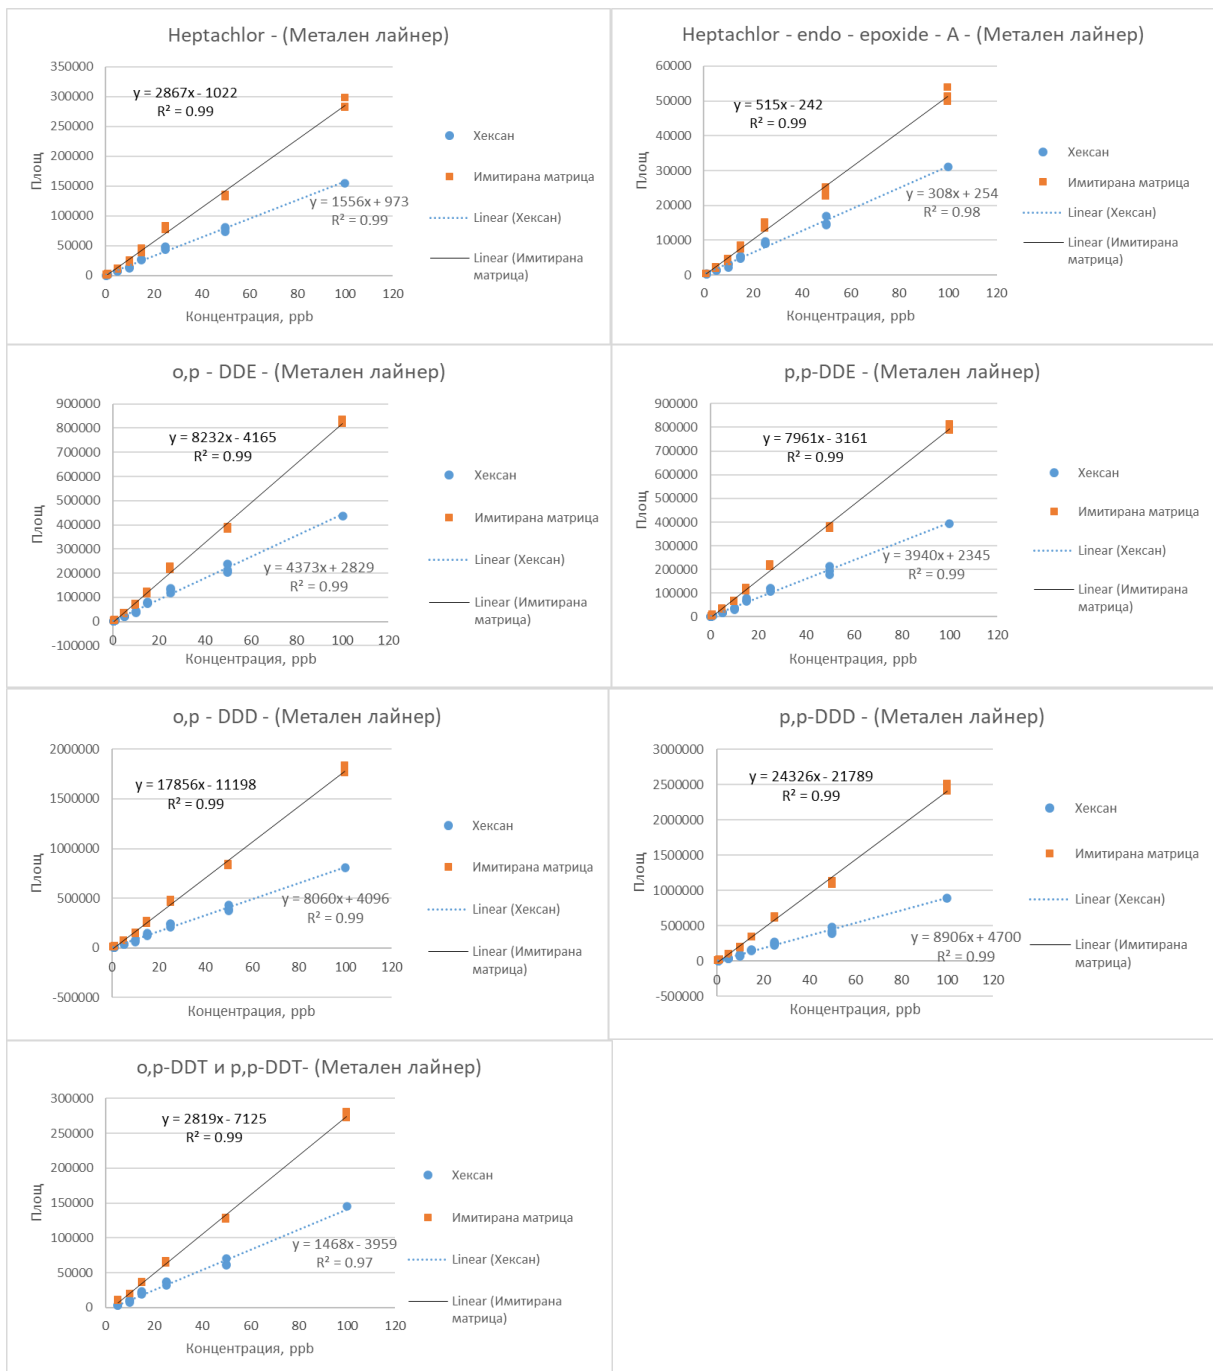 Heptachlor - (Метален лайнер)
350000
300000
250000
200000
150000
100000
50000
0
Площ
y = 2867x - 1022
R² = 0.99
y = 1556x + 973
R² = 0.99
0 20 40 60 80 100 120
Концентрация, ppb
Хексан
Имитирана матрица
Linear (Хексан)
Linear (Имитирана
матрица)
Heptachlor - endo - epoxide - A - (Метален лайнер)
60000
50000
40000
30000
20000
10000
0
Площ
y = 515x - 242
R² = 0.99
y = 308x + 254
R² = 0.98
0 20 40 60 80 100 120
Концентрация, ppb
Хексан
Имитирана матрица
Linear (Хексан)
Linear (Имитирана
матрица)
o,p - DDE - (Метален лайнер)
900000
800000
700000
600000
500000
400000
300000
200000
100000
0
-100000
Площ
y = 8232x - 4165
R² = 0.99
y = 4373x + 2829
R² = 0.99
0 20 40 60 80 100 120
Концентрация, ppb
Хексан
Имитирана матрица
Linear (Хексан)
Linear (Имитирана
матрица)
p,p-DDE - (Метален лайнер)
900000
800000
700000
600000
500000
400000
300000
200000
100000
0
Площ
y = 7961x - 3161
R² = 0.99
y = 3940x + 2345
R² = 0.99
0 20 40 60 80 100 120
Концентрация, ppb
Хексан
Имитирана матрица
Linear (Хексан)
Linear (Имитирана
матрица)
o,p - DDD - (Метален лайнер)
2000000
1500000
1000000
500000
0
-500000
Площ
y = 17856x - 11198
R² = 0.99
y = 8060x + 4096
R² = 0.99
0 20 40 60 80 100 120
Концентрация, ppb
Хексан
Имитирана матрица
Linear (Хексан)
Linear (Имитирана
матрица)
p,p-DDD - (Метален лайнер)
3000000
2500000
2000000
1500000
1000000
500000
0
-500000
Площ
y = 24326x - 21789
R² = 0.99
y = 8906x + 4700
R² = 0.99
0 20 40 60 80 100 120
Концентрация, ppb
Хексан
Имитирана матрица
Linear (Хексан)
Linear (Имитирана
матрица)
o,p-DDT и p,p-DDT- (Метален лайнер)
300000
250000
200000
150000
100000
50000
0
Площ
y = 2819x - 7125
R² = 0.99
y = 1468x - 3959
R² = 0.97
0 20 40 60 80 100 120
Концентрация, ppb
Хексан
Имитирана матрица
Linear (Хексан)
Linear (Имитирана
матрица)